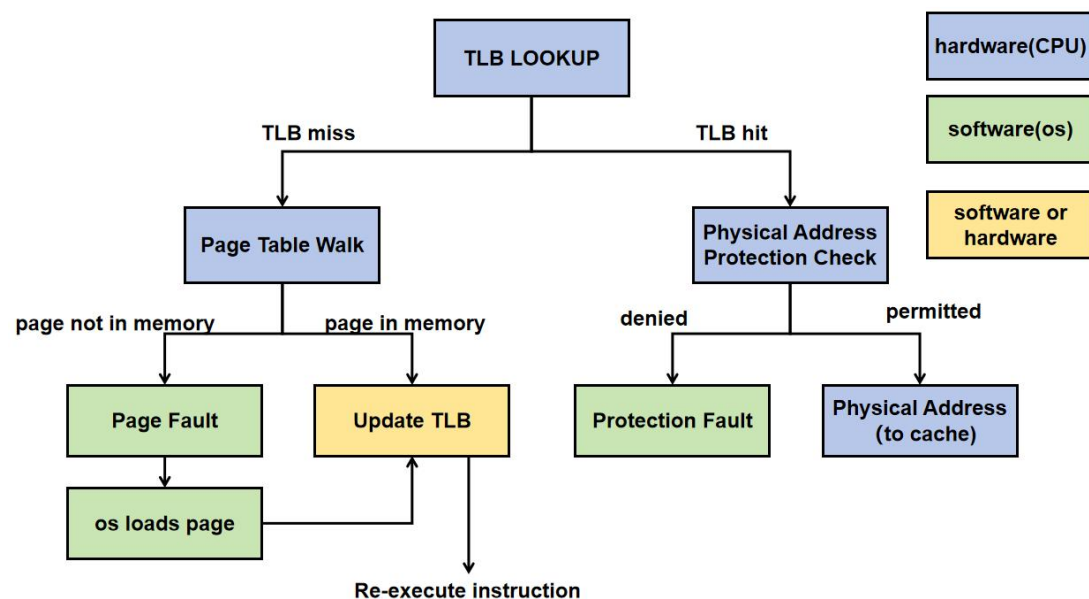 TLB LOOKUP
hardware(CPU)
software(os)
software or
hardware
TLB miss
TLB hit
Page Table Walk
Physical Address
Protection Check
page not in memory
page in memory
denied
permitted
Page Fault
Update TLB
Protection Fault
Physical Address
(to cache)
os loads page
Re-execute instruction